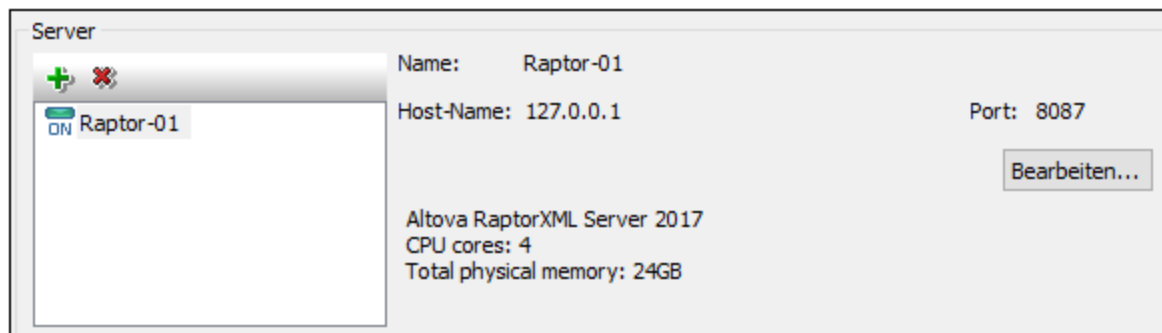 Server
Name: Raptor-01
ON Raptor-01
Host-Name: 127.0.0.1 Port: 8087
Bearbeiten...
Altova RaptorXML Server 2017
CPU cores: 4
Total physical memory: 24GB